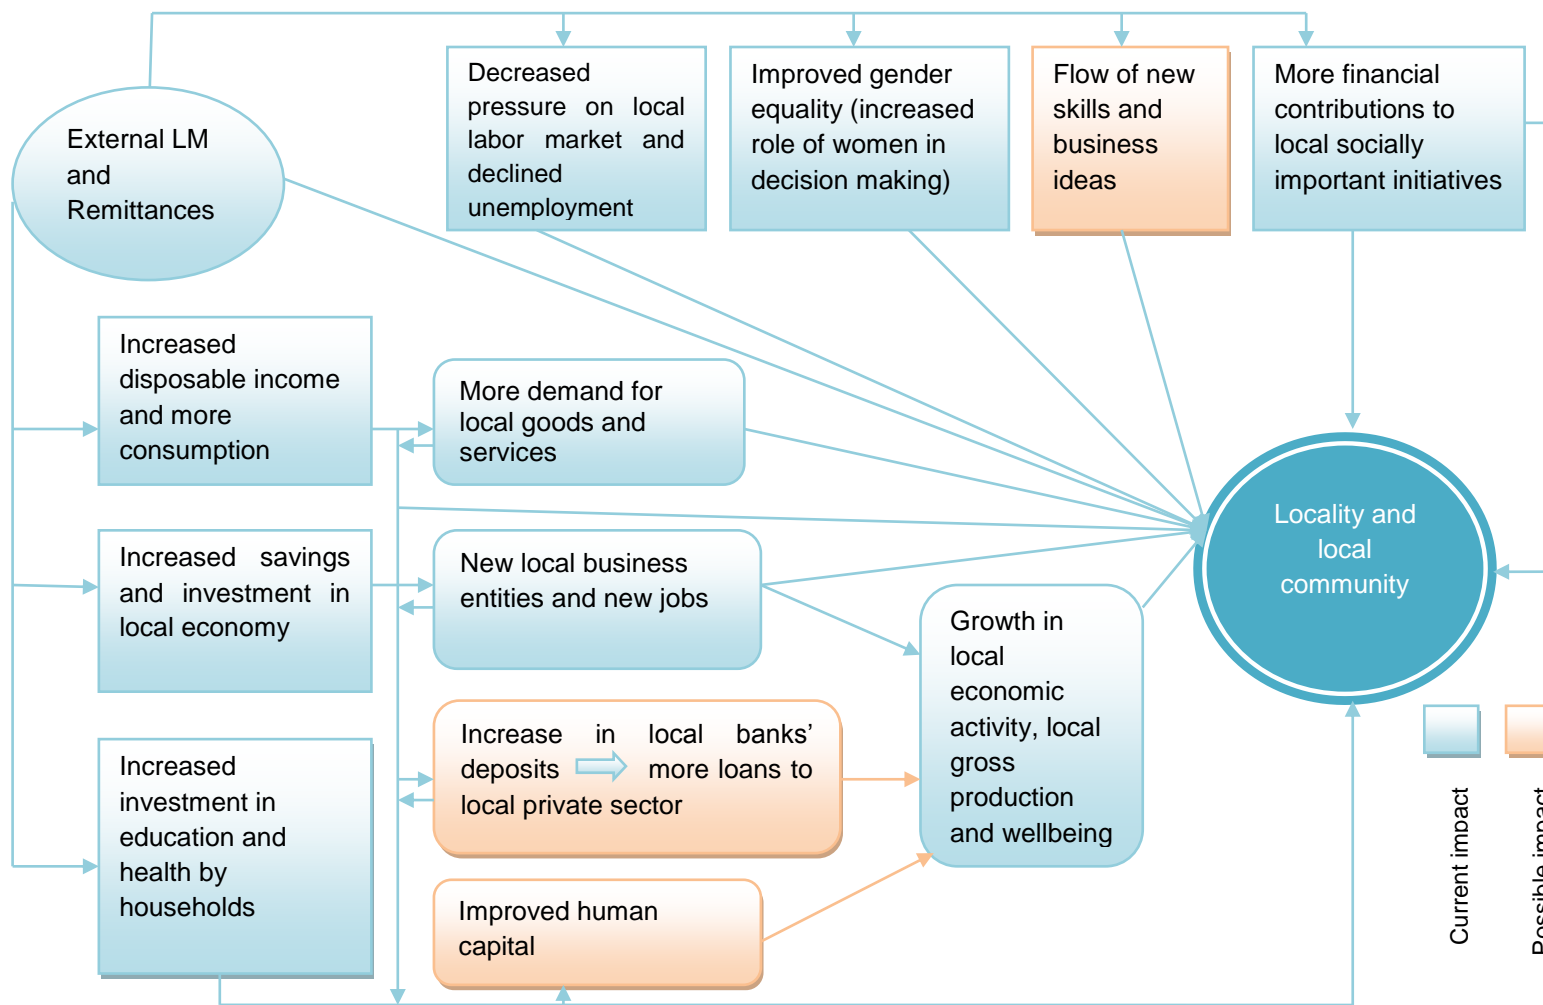 External LM
and
Remittances
Decreased
pressure on local
labor market and
declined
unemployment
Improved gender
equality (increased
role of women in
decision making)
Flow of new
skills and
business
ideas
More financial
contributions to
local socially
important initiatives
Increased
disposable income
and more
consumption
More demand for
local goods and
services
Increased savings
and investment in
local economy
New local business
entities and new jobs
Increased
investment in
education and
health by
households
Increase in local banks’
deposits more loans to
local private sector
Improved human
capital
Growth in
local
economic
activity, local
gross
production
and wellbeing
Locality and
local
community
Current impact
Possible impact